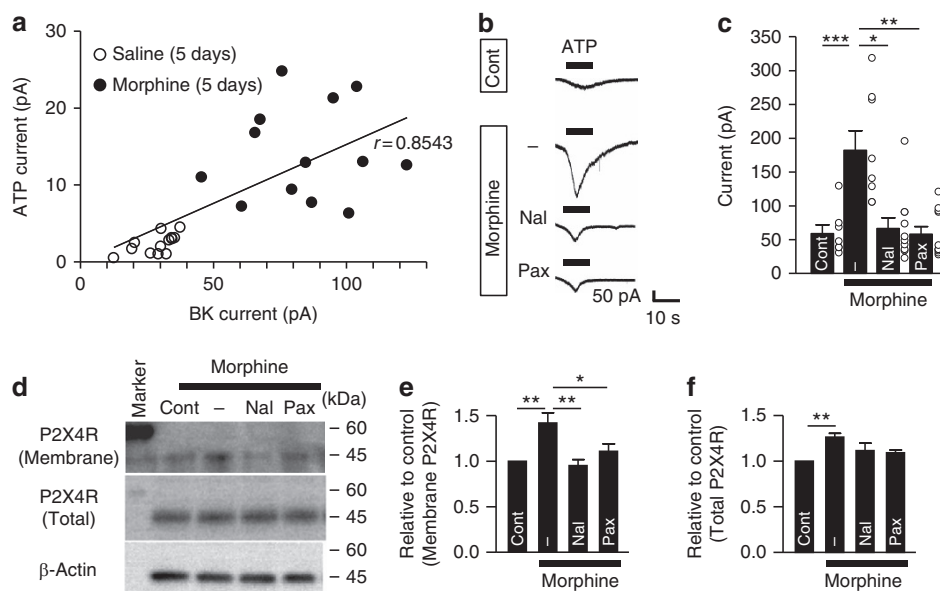 a
ATP current (pA)
30
20
10
0
Saline (5 days)
Morphine (5 days)
r=0.8543
0
40
80
120
BK current (pA)
b
Cont
ATP
Morphine
–
Nal
Pax
50 pA
10 s
c
Current (pA)
350
300
250
200
150
100
50
0
***
*
**
Cont
–
Nal
Pax
Morphine
d
Marker
Morphine
Cont – Nal Pax (kDa)
P2X4R
(Membrane)
60
45
P2X4R
(Total)
60
45
β-Actin
60
45
e
Relative to control
(Membrane P2X4R)
1.5
1.0
0.5
0.0
**
**
*
Cont
–
Nal
Pax
Morphine
f
Relative to control
(Total P2X4R)
1.5
1.0
0.5
0.0
**
Cont
–
Nal
Pax
Morphine